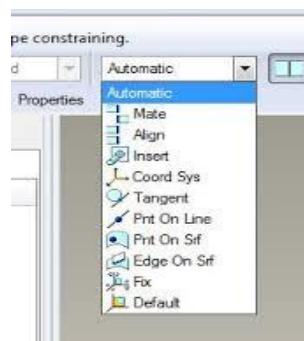 pe constraining.
d
Automatic
Properties
Automatic
Mate
Align
Insert
Coord Sys
Tangent
Pnt On Line
Pnt On Srf
Edge On Srf
Fix
Default